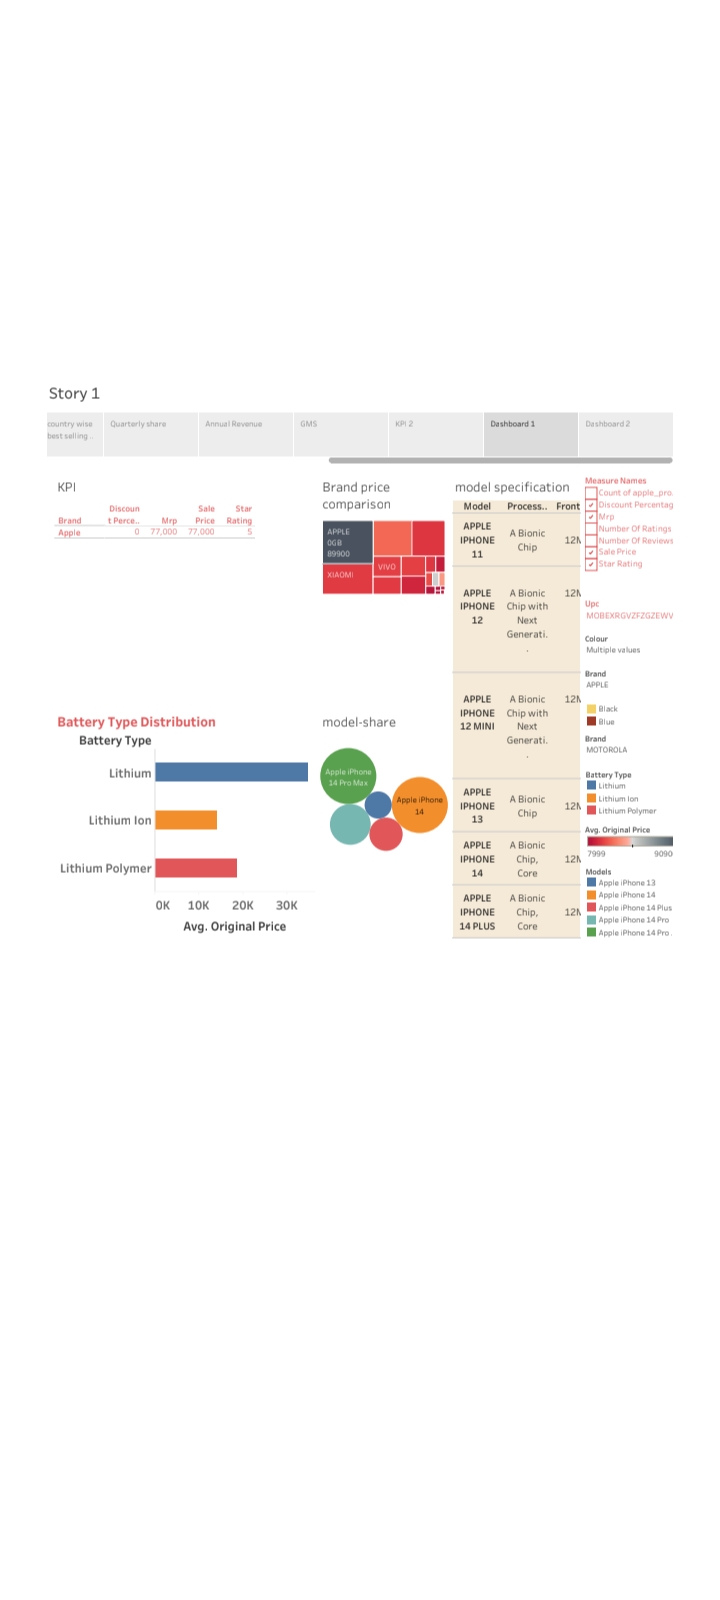 Story 1
country wise
best selling ..
Quarterly share
Annual Revenue
GMS
KPI 2
Dashboard 1
Dashboard 2
KPI
Discoun
t Perce..
Sale
Price
Star
Rating
Brand
Mrp
Apple 0 77,000 77,000 5
Brand price
comparison
APPLE
0GB
89900
XIAOMI
VIVO
model specification
Model Process.. Front
APPLE
IPHONE
11
A Bionic
Chip
12M
APPLE
IPHONE
12
A Bionic
Chip with
Next
Generati.
.
12M
APPLE
IPHONE
12 MINI
A Bionic
Chip with
Next
Generati.
.
12M
APPLE
IPHONE
13
A Bionic
Chip
12M
APPLE
IPHONE
14
A Bionic
Chip,
Core
12M
APPLE
IPHONE
14 PLUS
A Bionic
Chip,
Core
12M
Battery Type Distribution
Battery Type
Lithium
Lithium Ion
Lithium Polymer
0K 10K 20K 30K
Avg. Original Price
model-share
Apple iPhone
14 Pro Max
Apple iPhone
14
Measure Names
Count of apple_pro.
Discount Percentag
Mrp
Number Of Ratings
Number Of Reviews
Sale Price
Star Rating
Upc
MOBEXRGVZFZGZEWV
Colour
Multiple values
Brand
APPLE
Black
Blue
Brand
MOTOROLA
Battery Type
Lithium
Lithium Ion
Lithium Polymer
Avg. Original Price
7999 9090
Models
Apple iPhone 13
Apple iPhone 14
Apple iPhone 14 Plus
Apple iPhone 14 Pro
Apple iPhone 14 Pro .